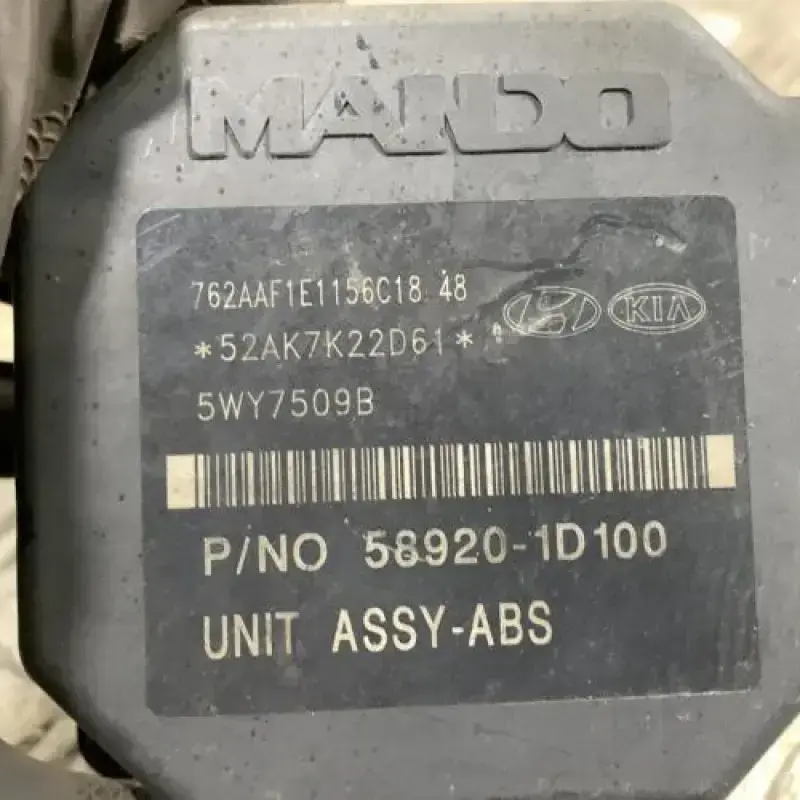 MANDO
762AAF1E1156C18 48
*52AK7K22D61*
KIA
5WY7509B
P/NO 58920-1D100
UNIT ASSY-ABS